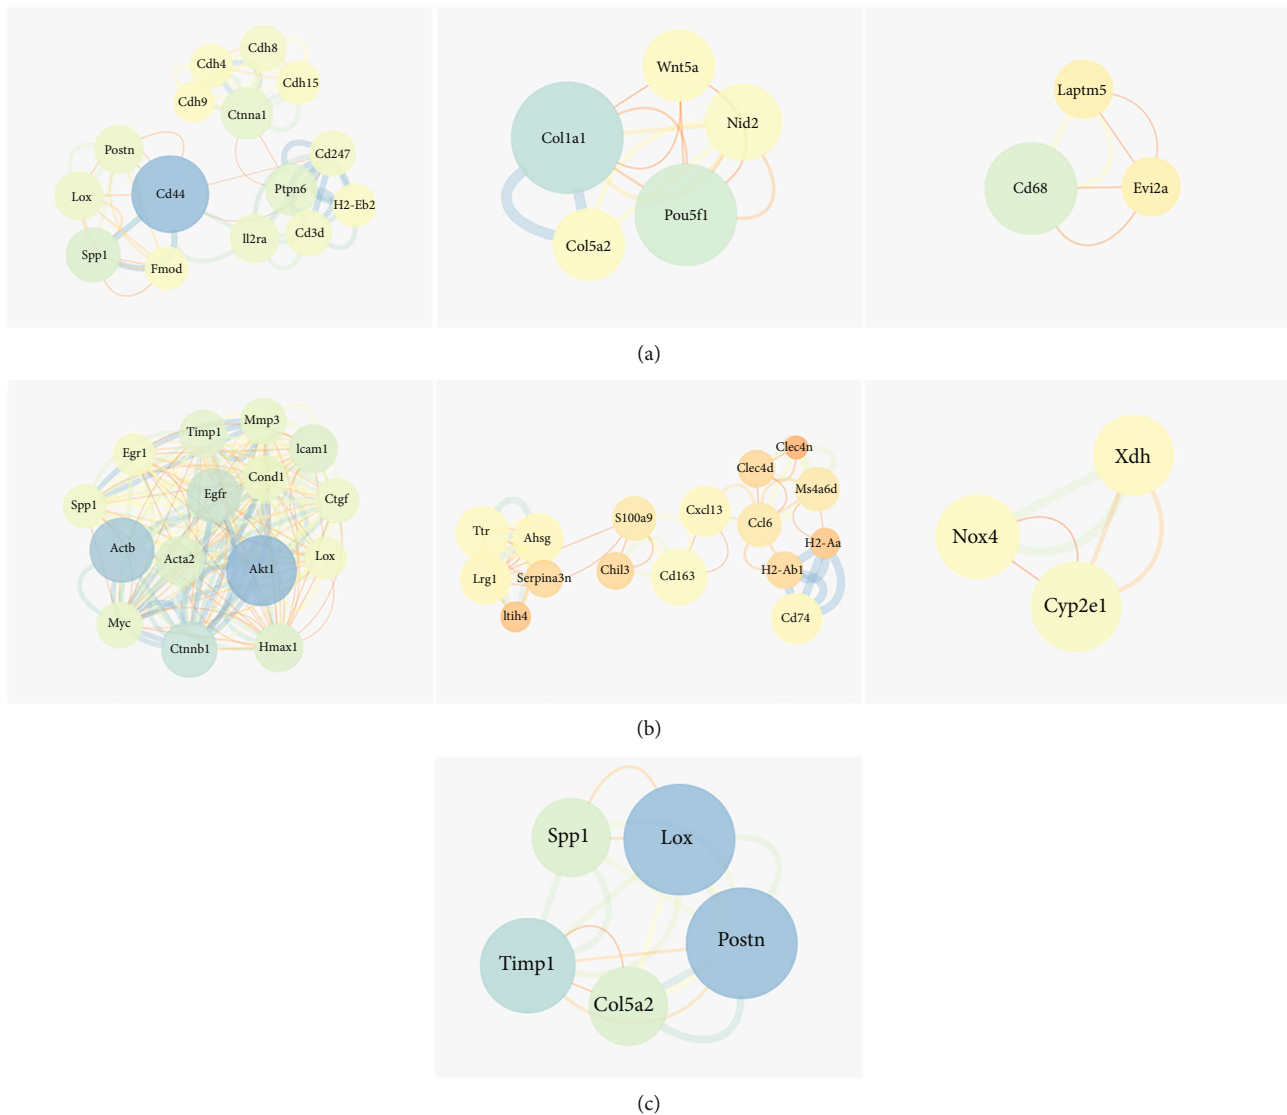 Cdh8
Cdh4
Cdh15
Cdh9
Ctnna1
Postn
Cd247
Cd44
Ptpn6
Lox
H2-Eb2
Il2ra
Cd3d
Spp1
Fmod
Wnt5a
Col1a1
Nid2
Pou5f1
Col5a2
Laptm5
Cd68
Evi2a
(a)
Mmp3
Timp1
Icam1
Egr1
Cond1
Egfr
Spp1
Ctgf
Actb
Acta2
Akt1
Lox
Myc
Ctnnb1
Hmax1
Clec4n
Clec4d
Ms4a6d
S100a9
Cxcl13
Ccl6
Ttr
Ahsg
H2-Aa
Lrg1
Serpina3n
Chil3
Cd163
H2-Ab1
Itih4
Cd74
Xdh
Nox4
Cyp2e1
(b)
Spp1
Lox
Postn
Timp1
Col5a2
(c)